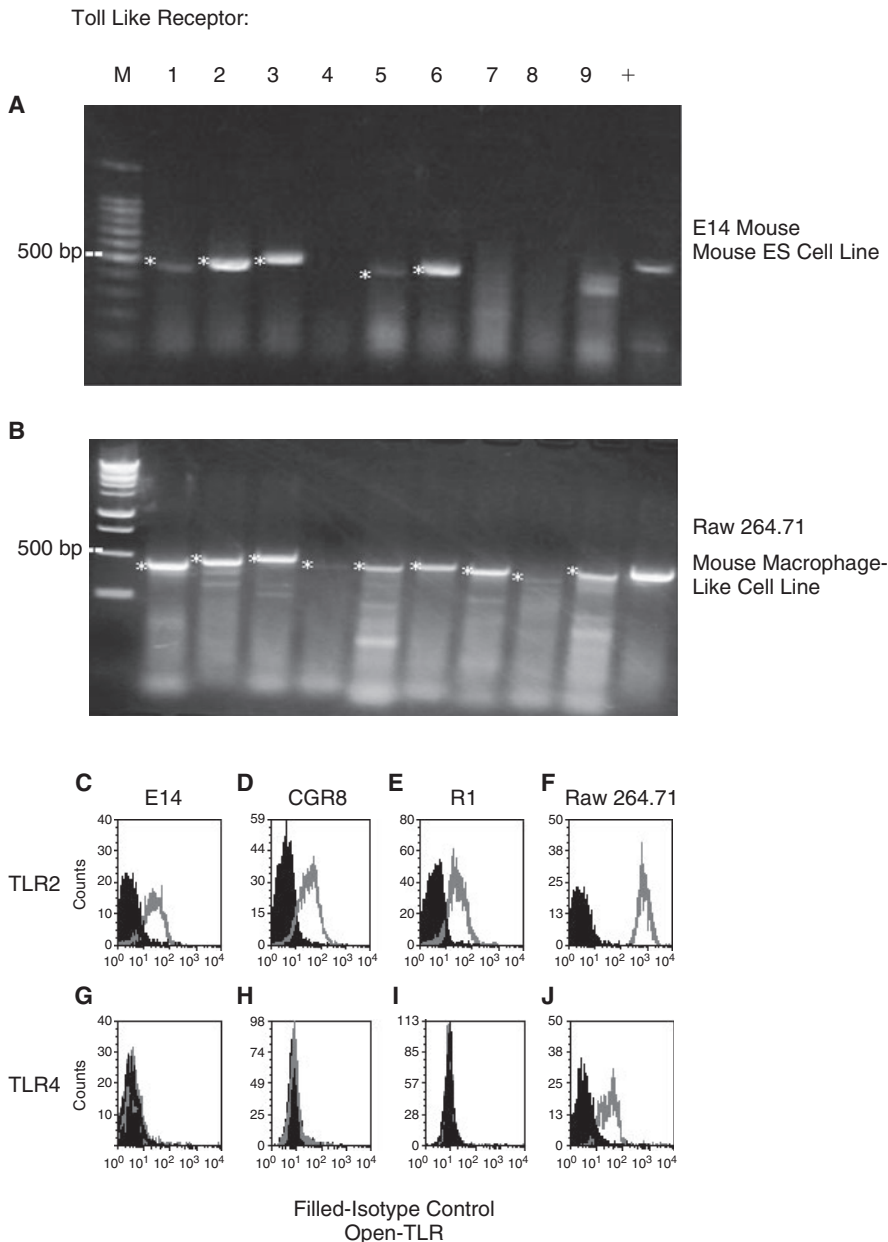 Toll Like Receptor:
M 1 2 3 4 5 6 7 8 9 +
A
500 bp
* * * * *
E14 Mouse
Mouse ES Cell Line
B
500 bp
* * * * * * * * *
Raw 264.71
Mouse Macrophage-
Like Cell Line
C D E F
E14 CGR8 R1 Raw 264.71
TLR2
Counts
40 30 20 10 0
10⁰ 10¹ 10² 10³ 10⁴
59 44 30 15 0
10⁰ 10¹ 10² 10³ 10⁴
80 60 40 20 0
10⁰ 10¹ 10² 10³ 10⁴
50 38 25 13 0
10⁰ 10¹ 10² 10³ 10⁴
G H I J
TLR4
Counts
40 30 20 10
10⁰ 10¹ 10² 10³ 10⁴
98 74 49 25 0
10⁰ 10¹ 10² 10³ 10⁴
113 85 57 28 0
10⁰ 10¹ 10² 10³ 10⁴
50 38 25 13 0
10⁰ 10¹ 10² 10³ 10⁴
Filled-Isotype Control
Open-TLR